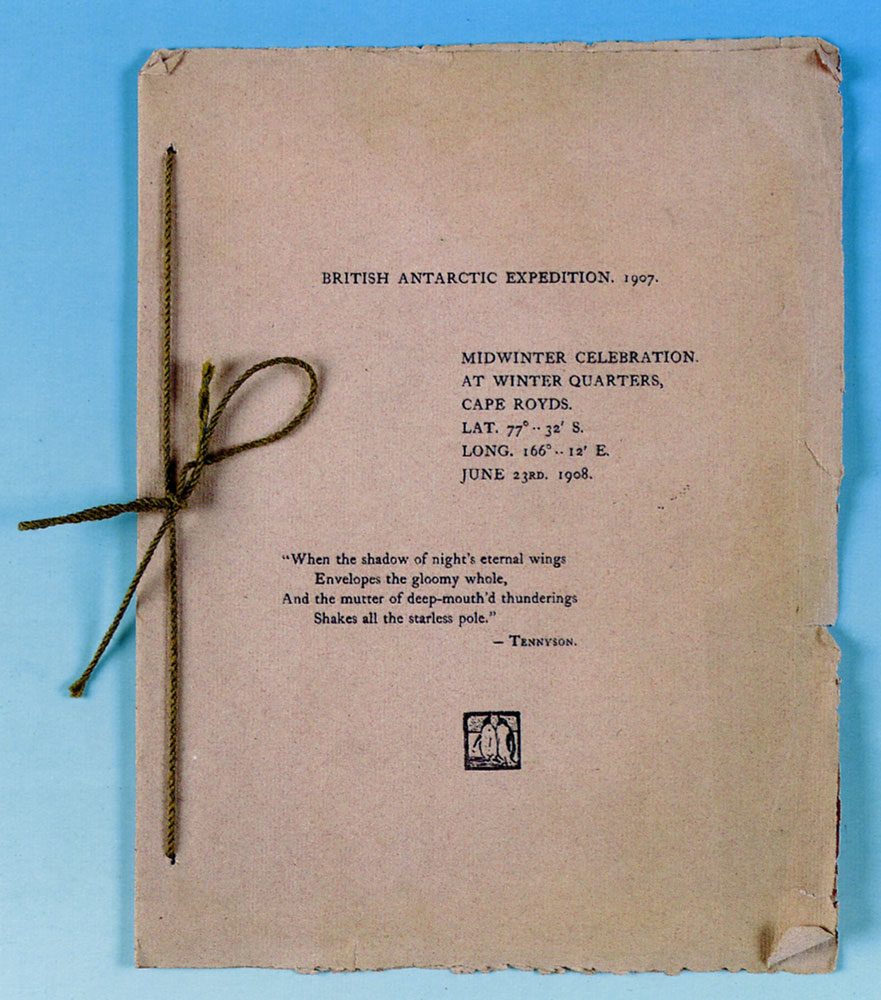 BRITISH ANTARCTIC EXPEDITION. 1907.
MIDWINTER CELEBRATION.
AT WINTER QUARTERS,
CAPE ROYDS.
LAT. 77°·· 32' S.
LONG. 166°·· 12' E.
JUNE 23RD. 1908.
"When the shadow of night's eternal wings
Envelopes the gloomy whole,
And the mutter of deep-mouth'd thunderings
Shakes all the starless pole."
— TENNYSON.